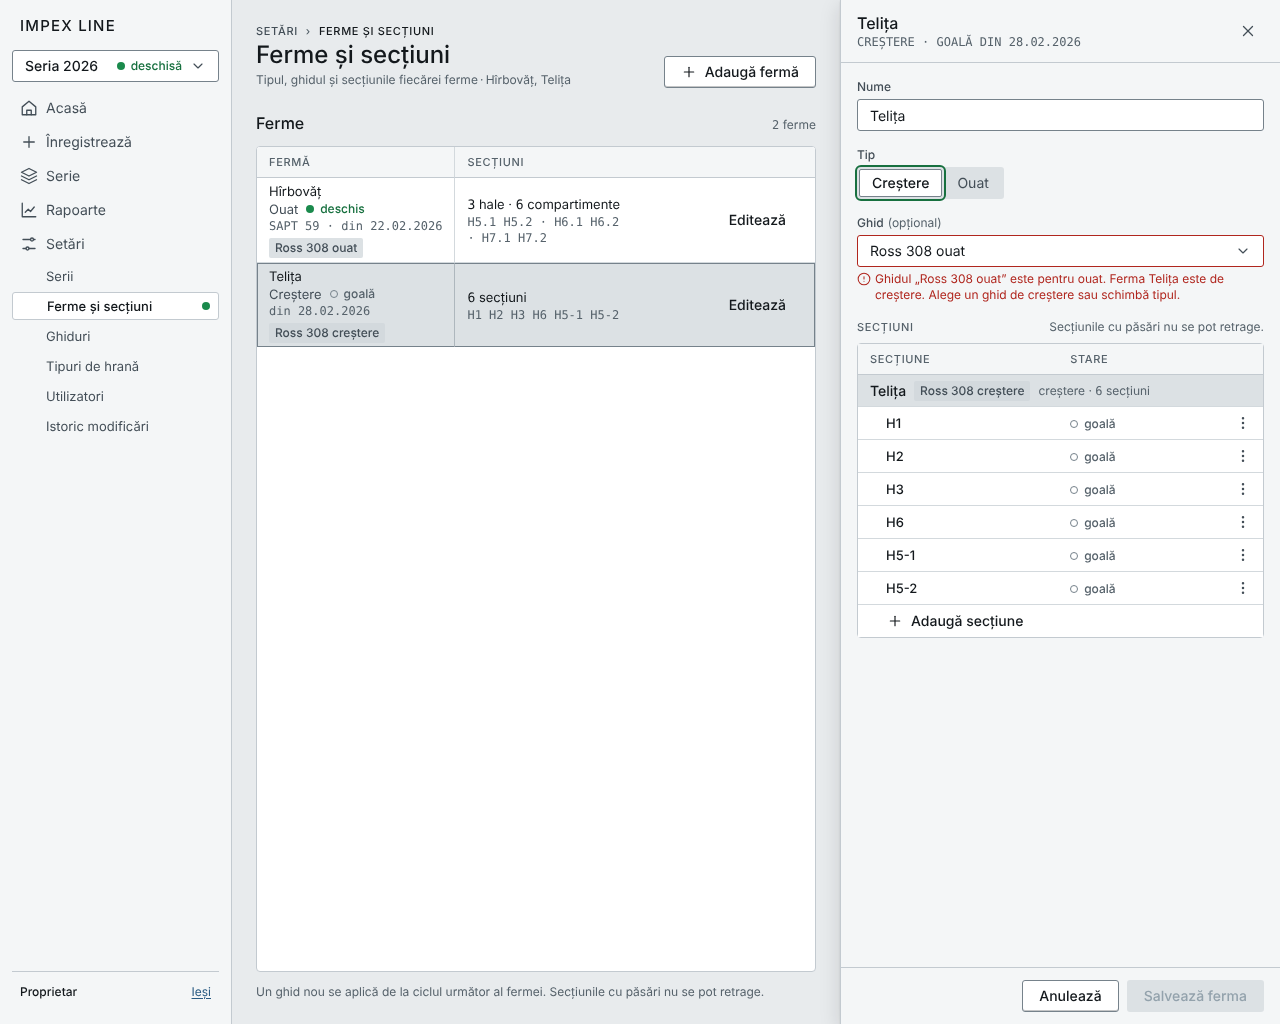 IMPEX LINE
Seria 2026 deschisă
Acasă
Înregistrează
Serie
Rapoarte
Setări
Serii
Ferme și secțiuni
Ghiduri
Tipuri de hrană
Utilizatori
Istoric modificări
Proprietar Ieși
SETĂRI › FERME ȘI SECȚIUNI
Ferme și secțiuni
Tipul, ghidul și secțiunile fiecărei ferme · Hîrbovăț, Telița
Adaugă fermă
Ferme 2 ferme
FERMĂ SECȚIUNI
Hîrbovăț
Ouat deschis
SAPT 59 · din 22.02.2026
Ross 308 ouat
3 hale · 6 compartimente
H5.1 H5.2 · H6.1 H6.2
· H7.1 H7.2
Editează
Telița
Creștere goală
din 28.02.2026
Ross 308 creștere
6 secțiuni
H1 H2 H3 H6 H5-1 H5-2
Editează
Un ghid nou se aplică de la ciclul următor al fermei. Secțiunile cu păsări nu se pot retrage.
Telița
CREȘTERE · GOALĂ DIN 28.02.2026
Nume
Telița
Tip
Creștere Ouat
Ghid (opțional)
Ross 308 ouat
Ghidul „Ross 308 ouat” este pentru ouat. Ferma Telița este de
creștere. Alege un ghid de creștere sau schimbă tipul.
SECȚIUNI Secțiunile cu păsări nu se pot retrage.
SECȚIUNE STARE
Telița Ross 308 creștere creștere · 6 secțiuni
H1 goală
H2 goală
H3 goală
H6 goală
H5-1 goală
H5-2 goală
Adaugă secțiune
Anulează Salvează ferma